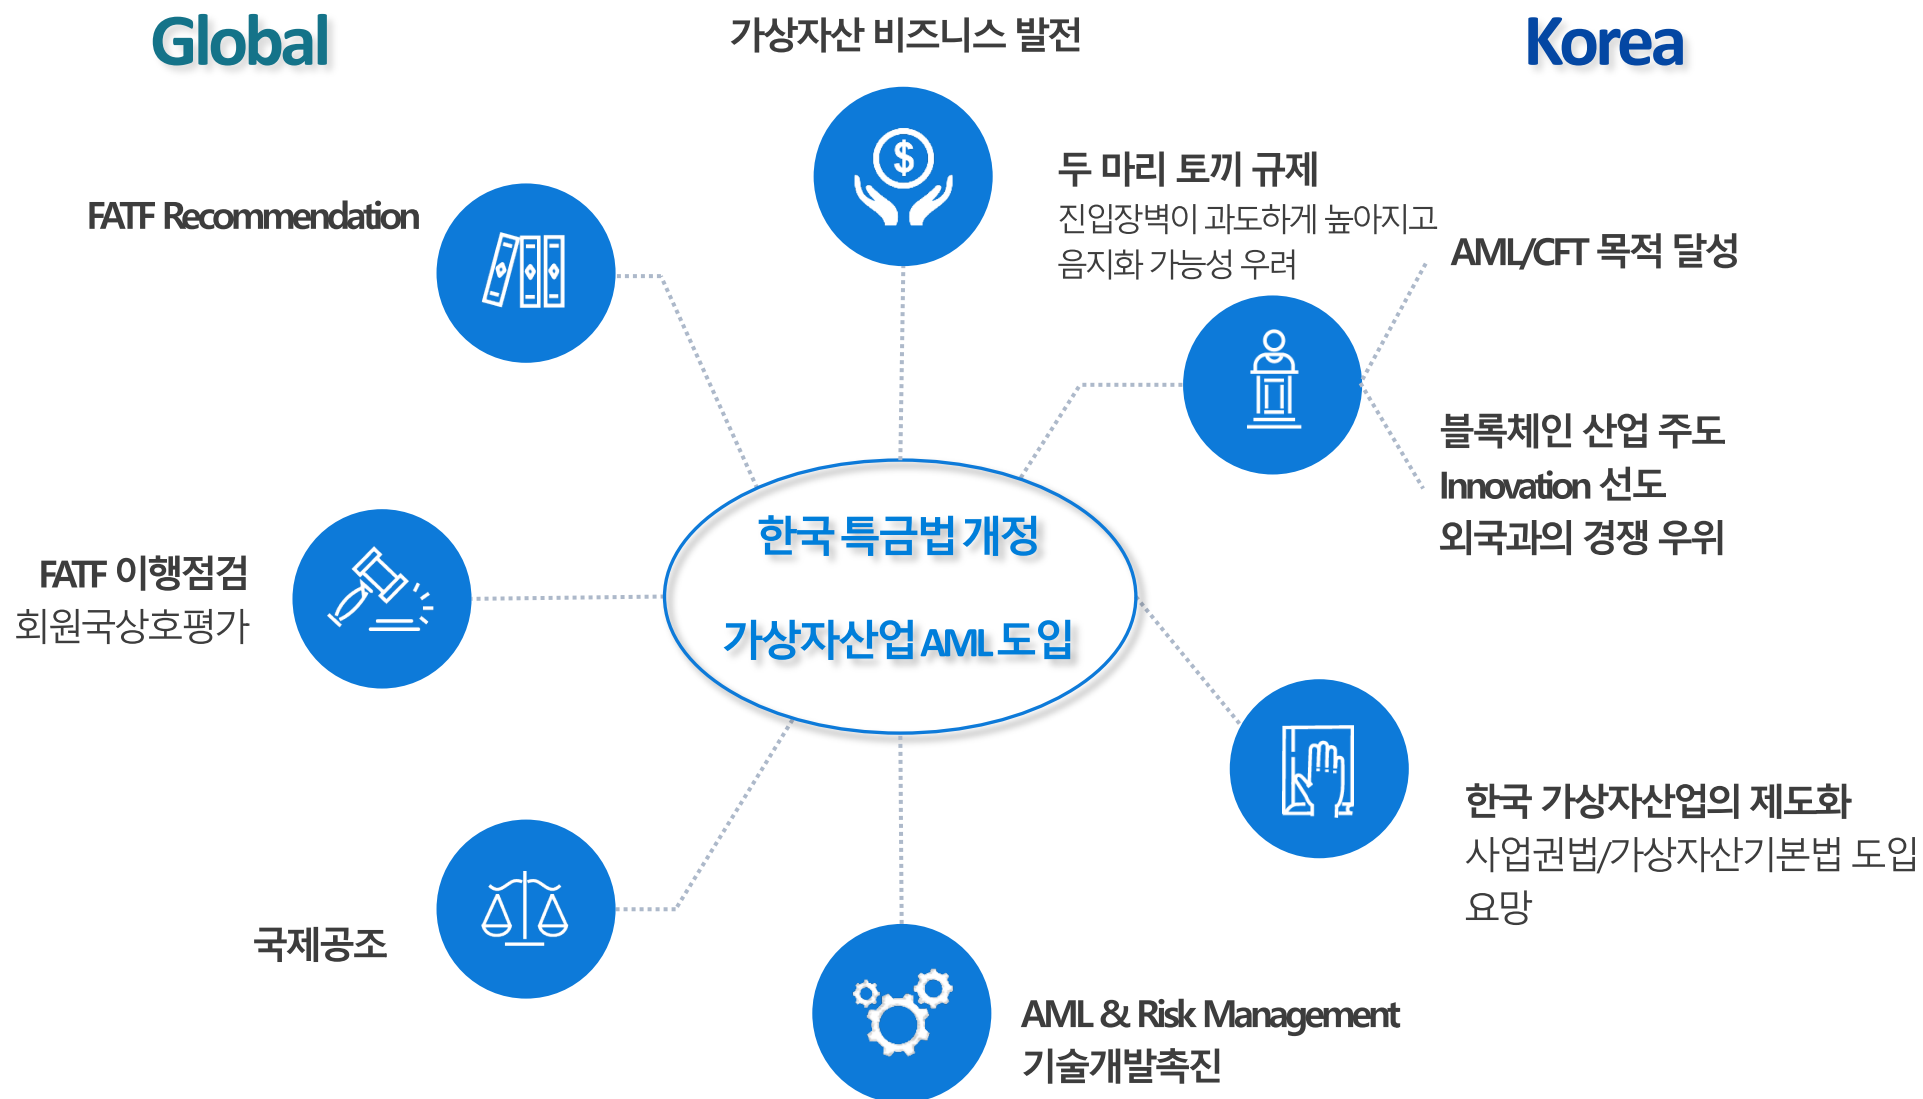 Global
가상자산 비즈니스 발전
Korea
FATF Recommendation
두 마리 토끼 규제
진입장벽이 과도하게 높아지고
음지화 가능성 우려
AML/CFT 목적 달성
블록체인 산업 주도
Innovation 선도
외국과의 경쟁 우위
한국 특금법 개정
가상자산업 AML 도입
FATF 이행점검
회원국상호평가
한국 가상자산업의 제도화
사업권법/가상자산기본법 도입
요망
국제공조
AML & Risk Management
기술개발촉진